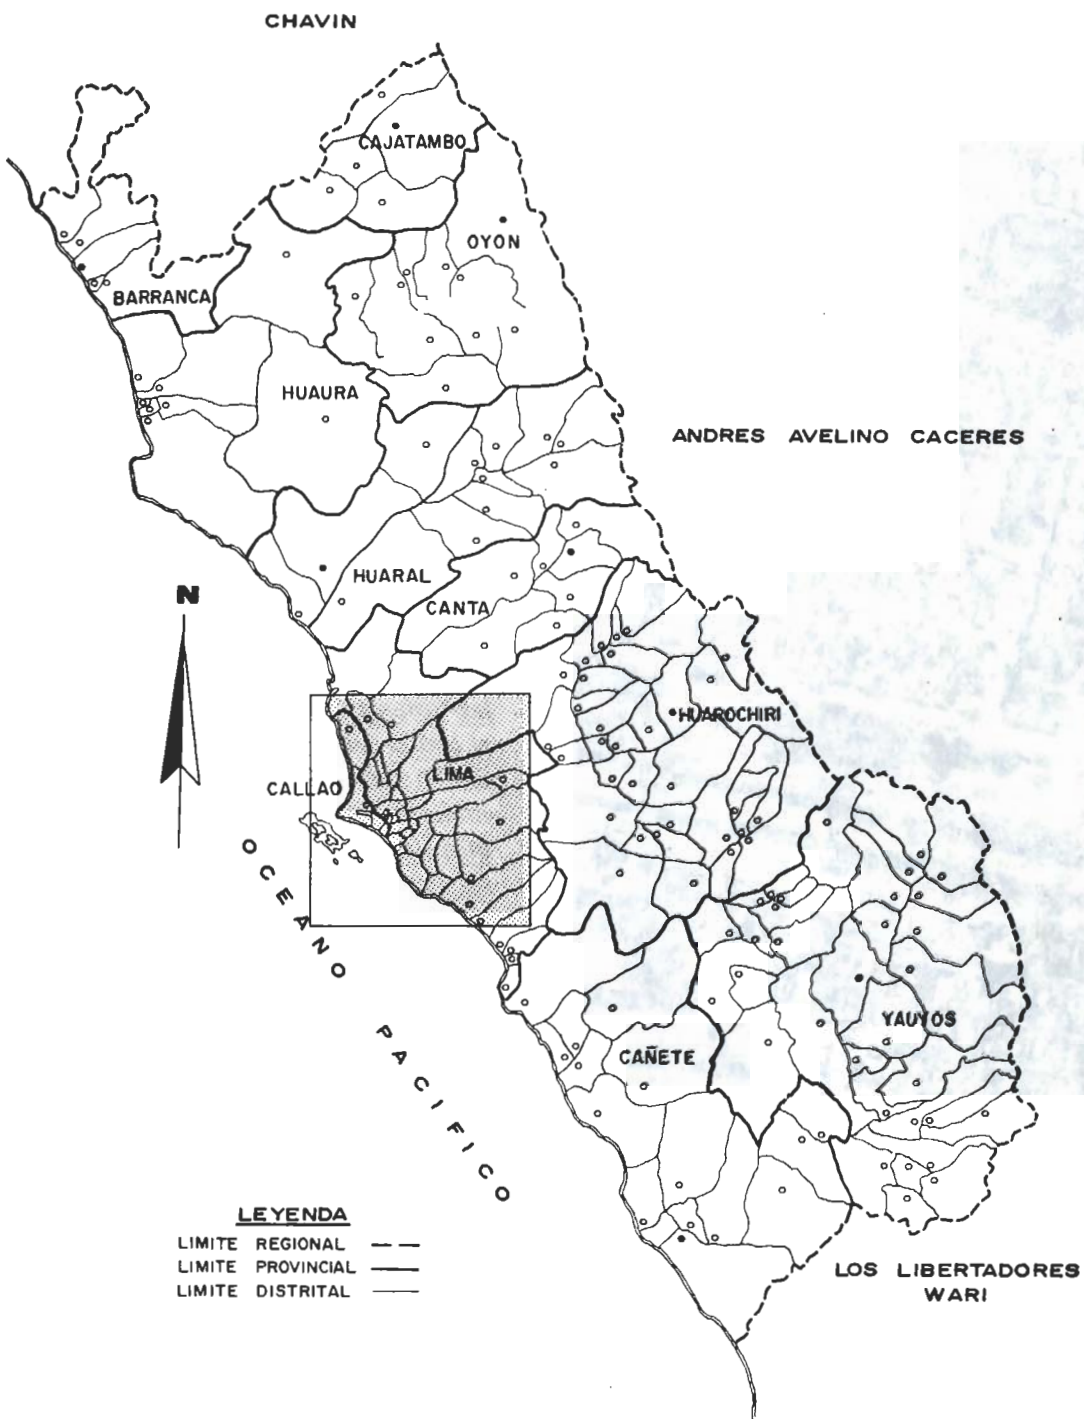 CHAVIN
CAJATAMBO
OYON
BARRANCA
HUAURA
ANDRES AVELINO CACERES
HUARAL
CANTA
N
HUAROCHIRI
LIMA
CALLAO
OCEANO PACIFICO
YAUYOS
CAÑETE
LEYENDA
LIMITE REGIONAL
LIMITE PROVINCIAL
LIMITE DISTRITAL
LOS LIBERTADORES
WARI